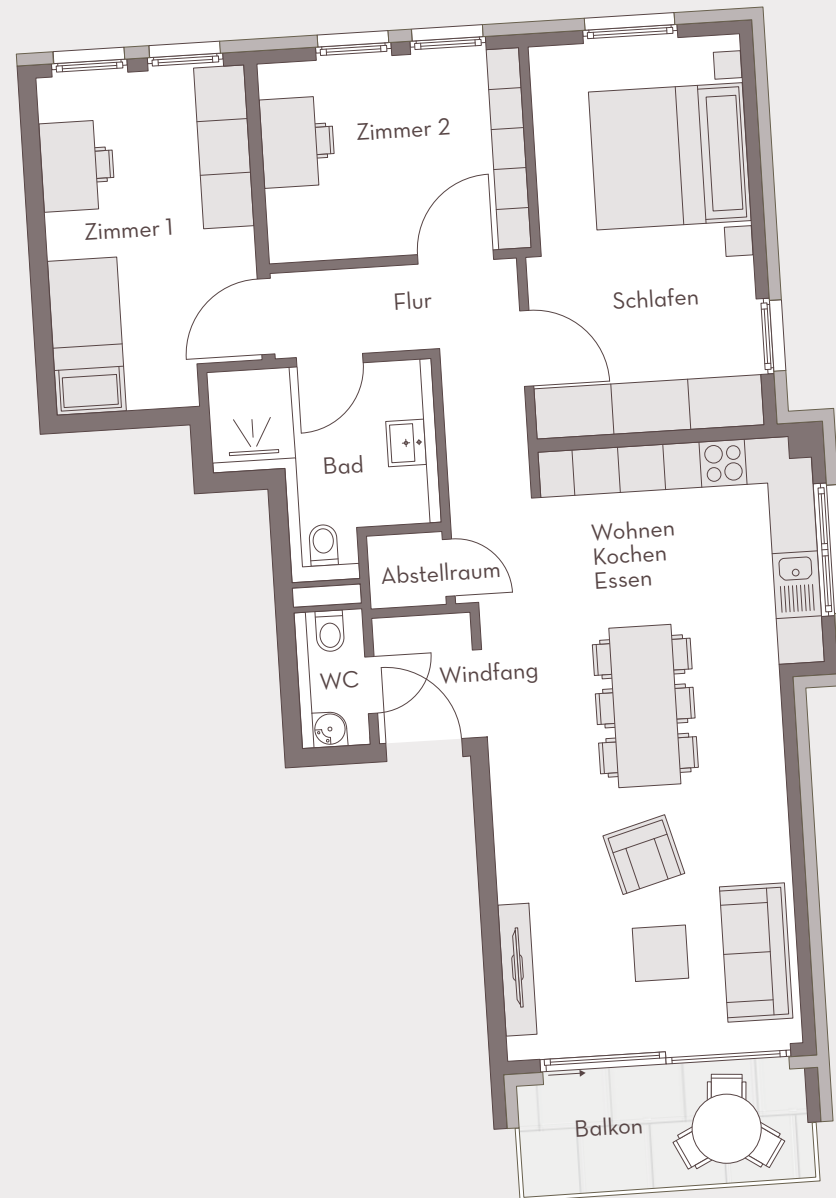 Zimmer 2
Zimmer 1
Flur
Schlafen
Bad
Wohnen
Kochen
Essen
Abstellraum
WC
Windfang
Balkon